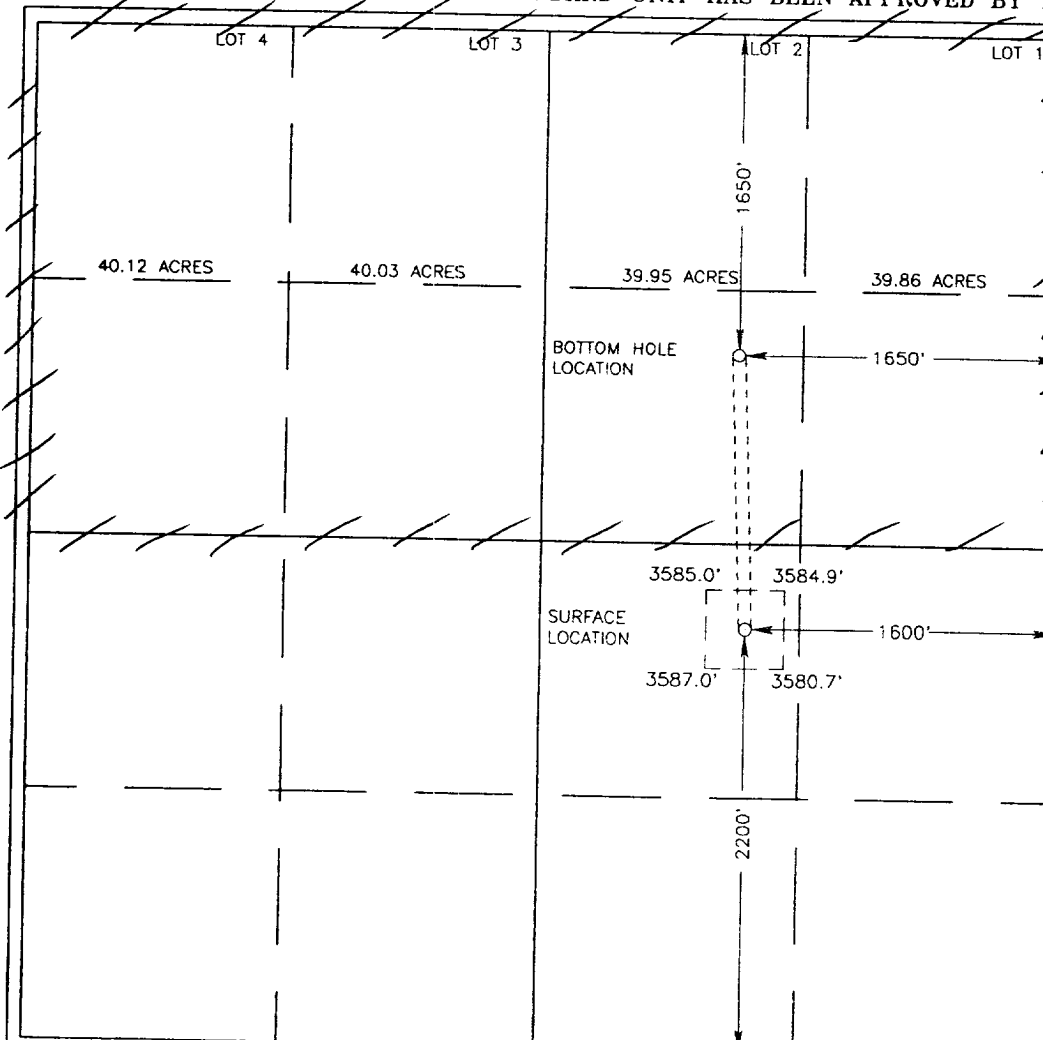 UNIT HAS BEEN APPROVED BY
LOT 4
LOT 3
LOT 2
LOT 1
1650'
40.12 ACRES
40.03 ACRES
39.95 ACRES
39.86 ACRES
BOTTOM HOLE
LOCATION
1650'
3585.0'
3584.9'
SURFACE
LOCATION
1600'
3587.0'
3580.7'
2200'